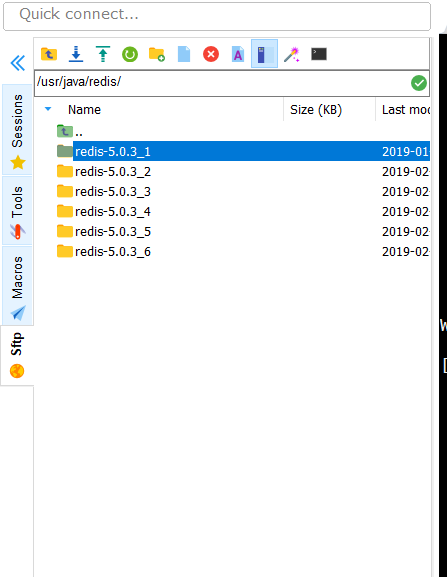 Quick connect...
/usr/java/redis/
Name Size (KB) Last mod
..
redis-5.0.3_1 2019-01
redis-5.0.3_2 2019-02
redis-5.0.3_3 2019-02
redis-5.0.3_4 2019-02
redis-5.0.3_5 2019-02
redis-5.0.3_6 2019-02
Sessions
Tools
Macros
Sftp